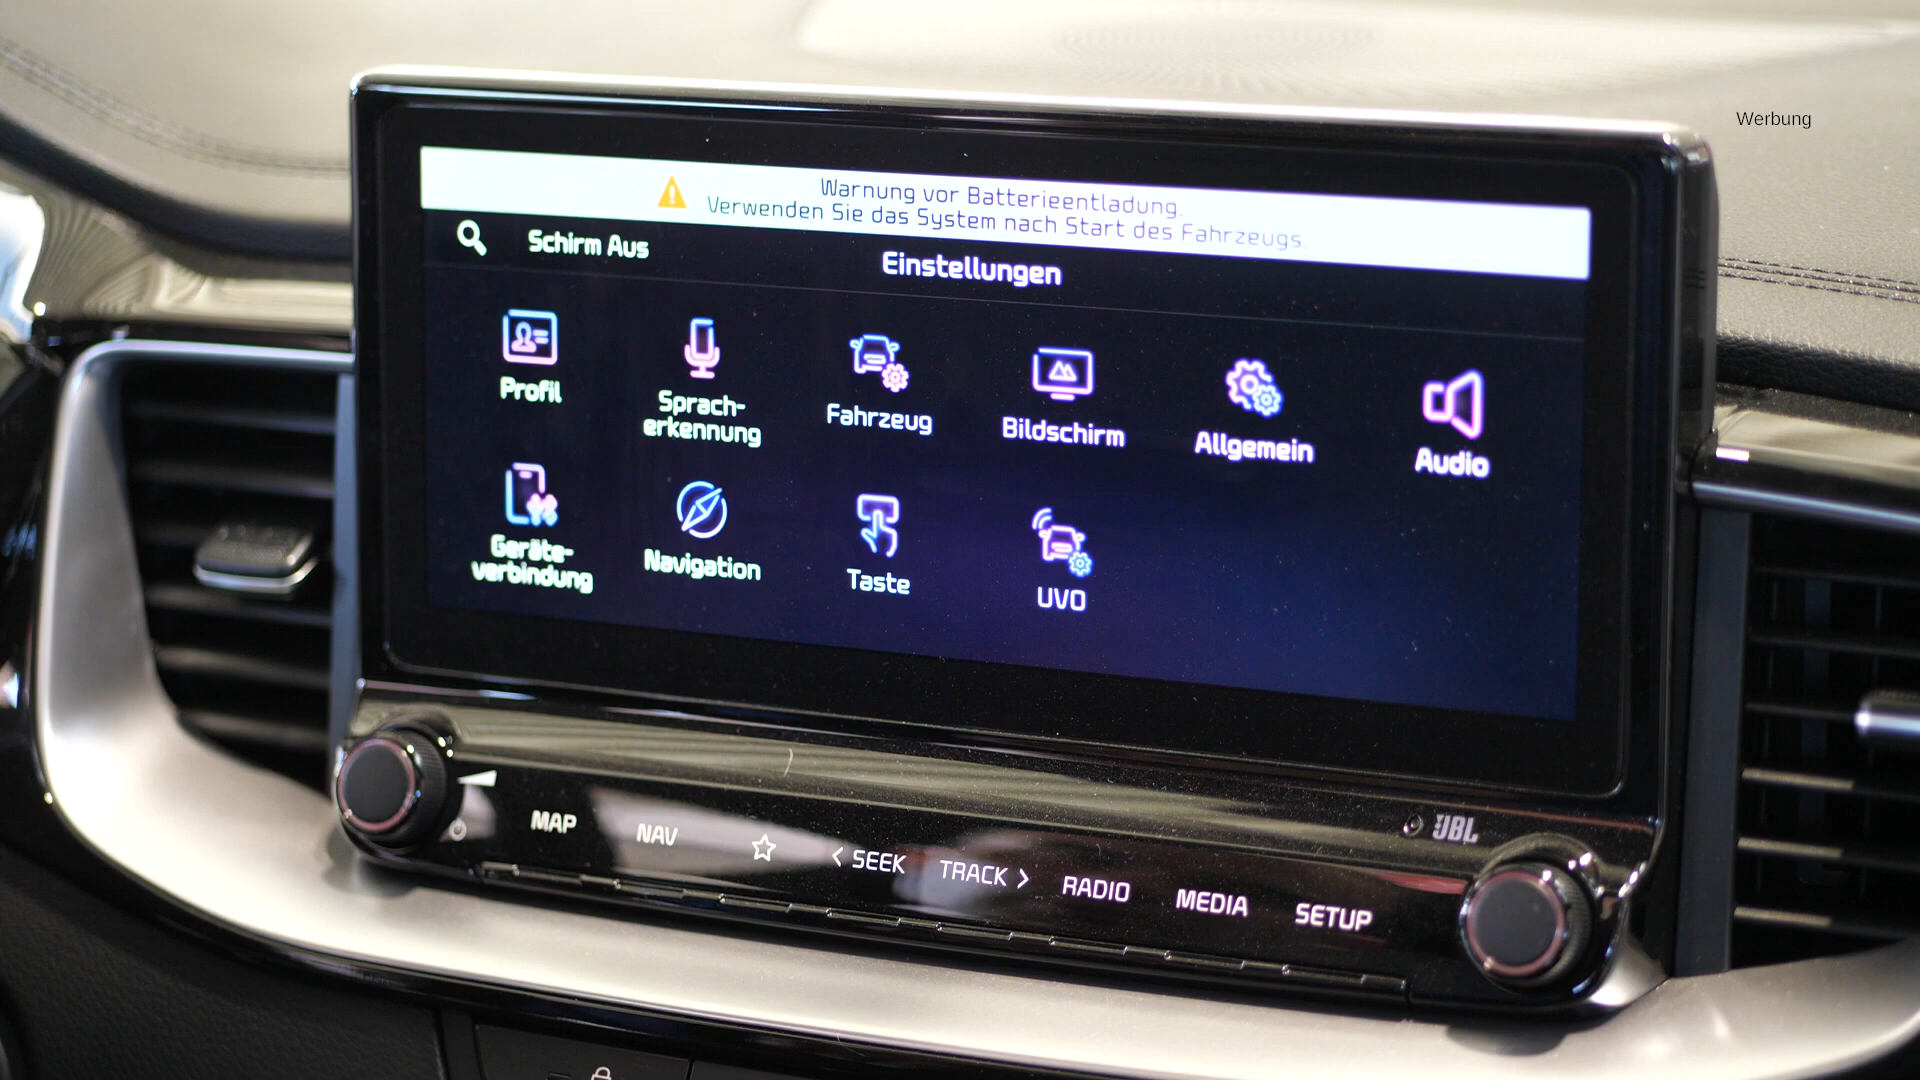 Werbung
Warnung vor Batterieentladung.
Verwenden Sie das System nach Start des Fahrzeugs.
Schirm Aus
Einstellungen
Profil
Sprach-
erkennung
Fahrzeug
Bildschirm
Allgemein
Audio
Geräte-
verbindung
Navigation
Taste
UVO
JBL
MAP
NAV
< SEEK
TRACK >
RADIO
MEDIA
SETUP